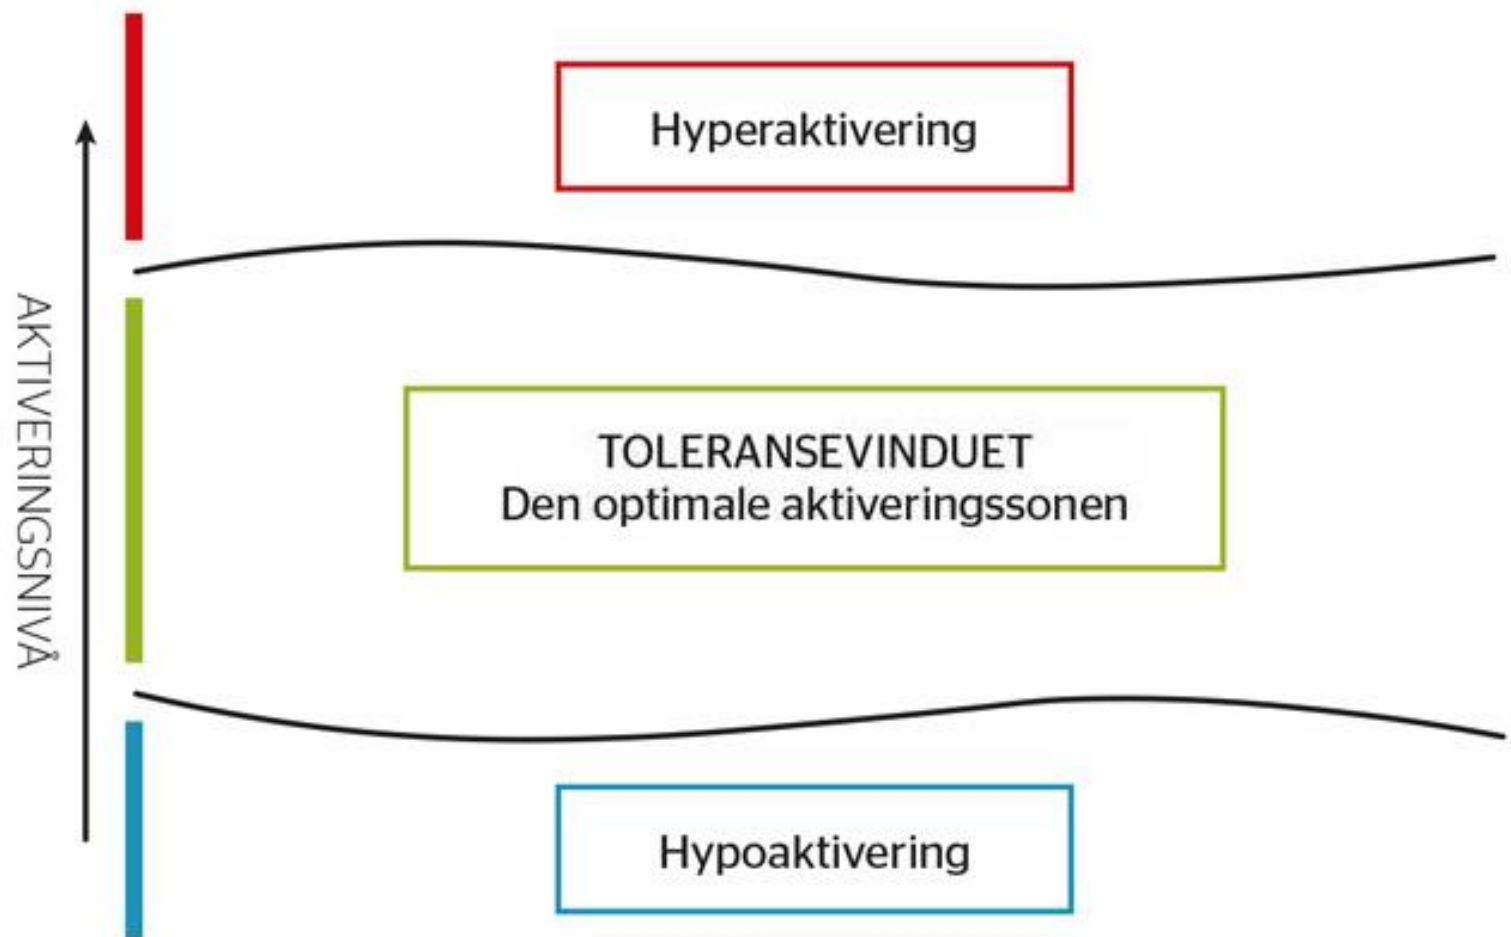 Hyperaktivering
AKTIVERINGSNIVÅ
TOLERANSEVINDUET
Den optimale aktiveringssonen
Hypoaktivering